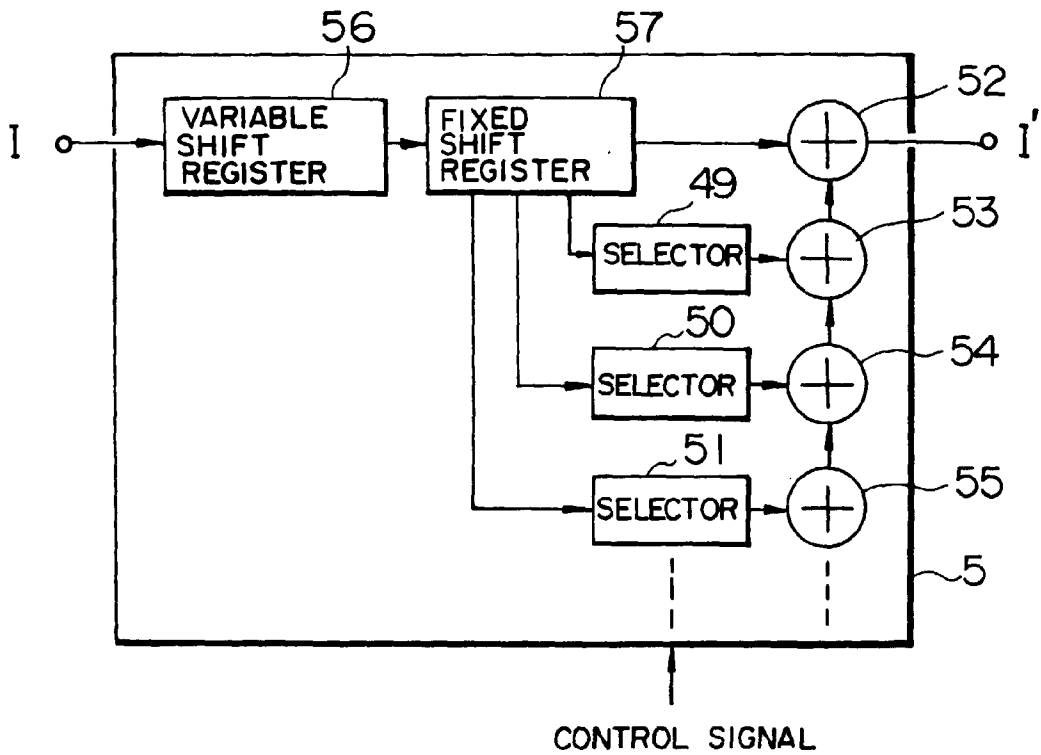 56
57
52
I
VARIABLE
SHIFT
REGISTER
FIXED
SHIFT
REGISTER
I'
49
53
SELECTOR
50
54
SELECTOR
51
55
SELECTOR
5
CONTROL SIGNAL